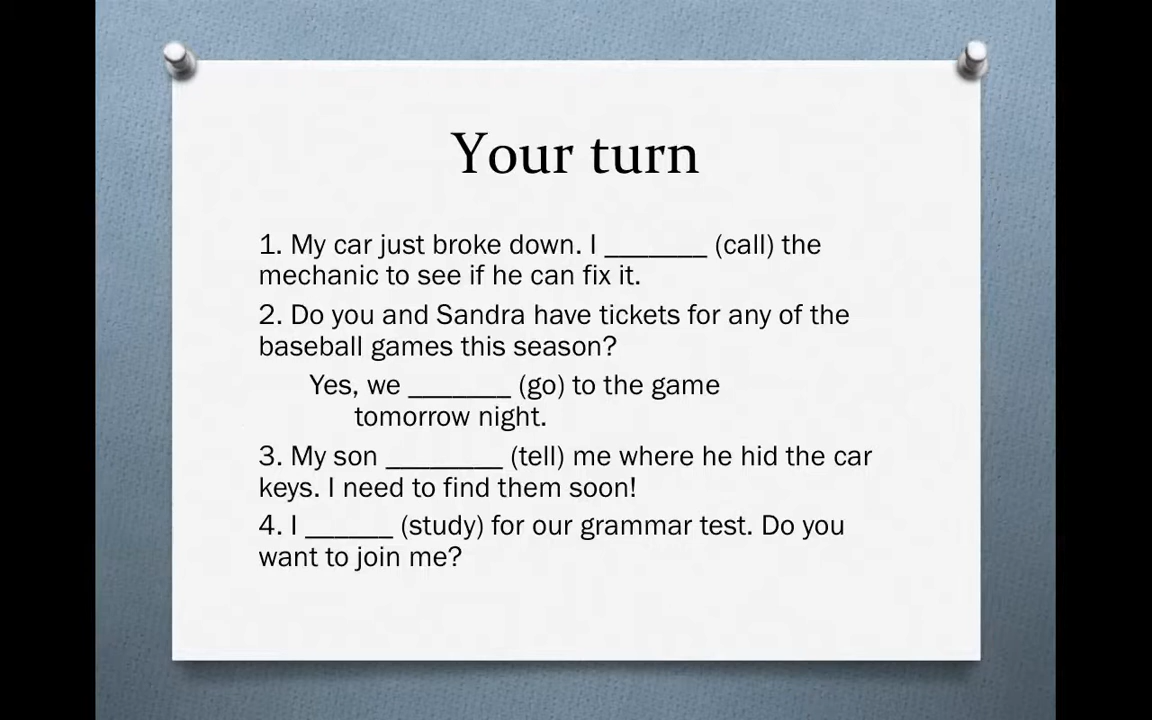 Your turn
1. My car just broke down. I _______ (call) the
mechanic to see if he can fix it.
2. Do you and Sandra have tickets for any of the
baseball games this season?
Yes, we _______ (go) to the game
tomorrow night.
3. My son ________ (tell) me where he hid the car
keys. I need to find them soon!
4. I ______ (study) for our grammar test. Do you
want to join me?